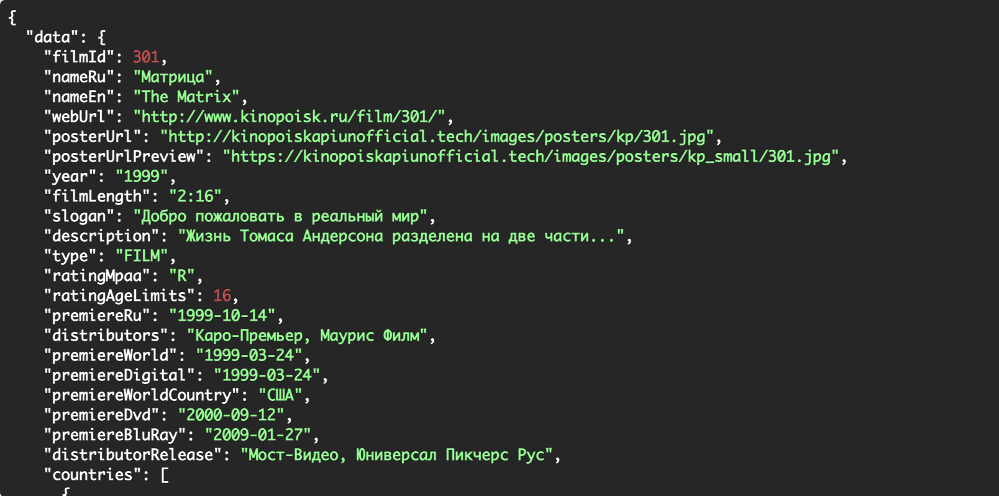 {
  "data": {
    "filmId": 301,
    "nameRu": "Матрица",
    "nameEn": "The Matrix",
    "webUrl": "http://www.kinopoisk.ru/film/301/",
    "posterUrl": "http://kinopoiskapiunofficial.tech/images/posters/kp/301.jpg",
    "posterUrlPreview": "https://kinopoiskapiunofficial.tech/images/posters/kp_small/301.jpg",
    "year": "1999",
    "filmLength": "2:16",
    "slogan": "Добро пожаловать в реальный мир",
    "description": "Жизнь Томаса Андерсона разделена на две части...",
    "type": "FILM",
    "ratingMpaa": "R",
    "ratingAgeLimits": 16,
    "premiereRu": "1999-10-14",
    "distributors": "Каро-Премьер, Маурис Филм",
    "premiereWorld": "1999-03-24",
    "premiereDigital": "1999-03-24",
    "premiereWorldCountry": "США",
    "premiereDvd": "2000-09-12",
    "premiereBluRay": "2009-01-27",
    "distributorRelease": "Мост-Видео, Юниверсал Пикчерс Рус",
    "countries": [
      {